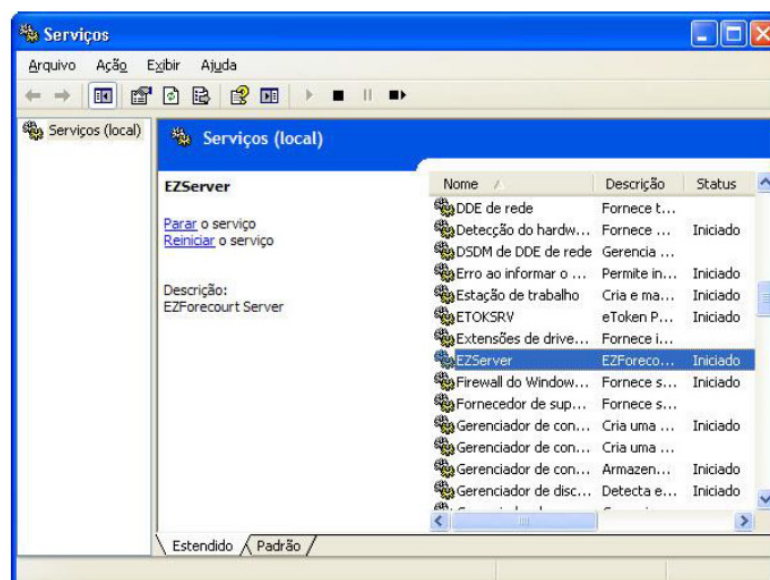 Serviços
Arquivo Ação Exibir Ajuda
Serviços (local)
Serviços (local)
EZServer
Parar o serviço
Reiniciar o serviço
Descrição:
EZForecourt Server
Nome Descrição Status
DDE de rede Fornece t...
Detecção do hardw... Fornece ... Iniciado
DSDM de DDE de rede Gerencia ...
Erro ao informar o ... Permite in... Iniciado
Estação de trabalho Cria e ma... Iniciado
ETOKSRV eToken P... Iniciado
Extensões de drive... Fornece i...
EZServer EZForeco... Iniciado
Firewall do Window... Fornece s... Iniciado
Fornecedor de sup... Fornece s...
Gerenciador de con... Cria uma ... Iniciado
Gerenciador de con... Cria uma ...
Gerenciador de con... Armazen... Iniciado
Gerenciador de disc... Detecta e... Iniciado
Estendido Padrão